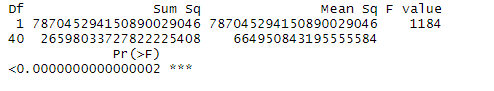 Df Sum Sq Mean Sq F value
1 787045294150890029046 787045294150890029046 1184
40 26598033727822225408 664950843195555584
Pr(>F)
<0.0000000000000002 ***